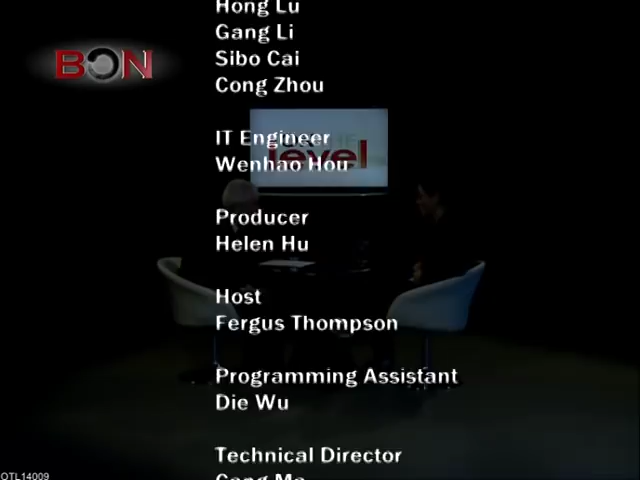 Hong Lu
Gang Li
BON
Sibo Cai
Cong Zhou
IT Engineer
level
Wenhao Hou
Producer
Helen Hu
Host
Fergus Thompson
Programming Assistant
Die Wu
Technical Director
OTL14009